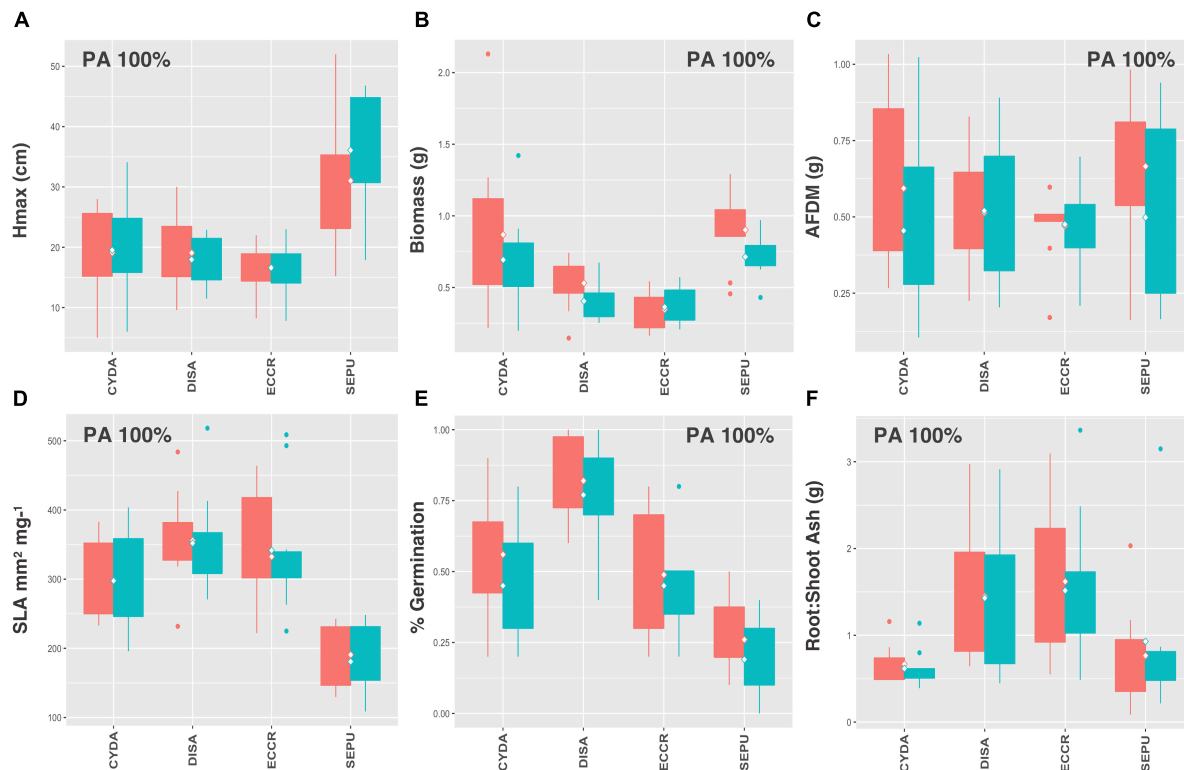 A
PA 100%
Hmax (cm)
50
40
30
20
10
CYDA
DISA
ECCR
SEPU
B
PA 100%
Biomass (g)
2.0
1.5
1.0
0.5
CYDA
DISA
ECCR
SEPU
C
PA 100%
AFDM (g)
1.00
0.75
0.50
0.25
CYDA
DISA
ECCR
SEPU
D
PA 100%
SLA mm² mg-¹
500
400
300
200
100
CYDA
DISA
ECCR
SEPU
E
PA 100%
% Germination
1.00
0.75
0.50
0.25
0.00
CYDA
DISA
ECCR
SEPU
F
PA 100%
Root:Shoot Ash (g)
3
2
1
0
CYDA
DISA
ECCR
SEPU